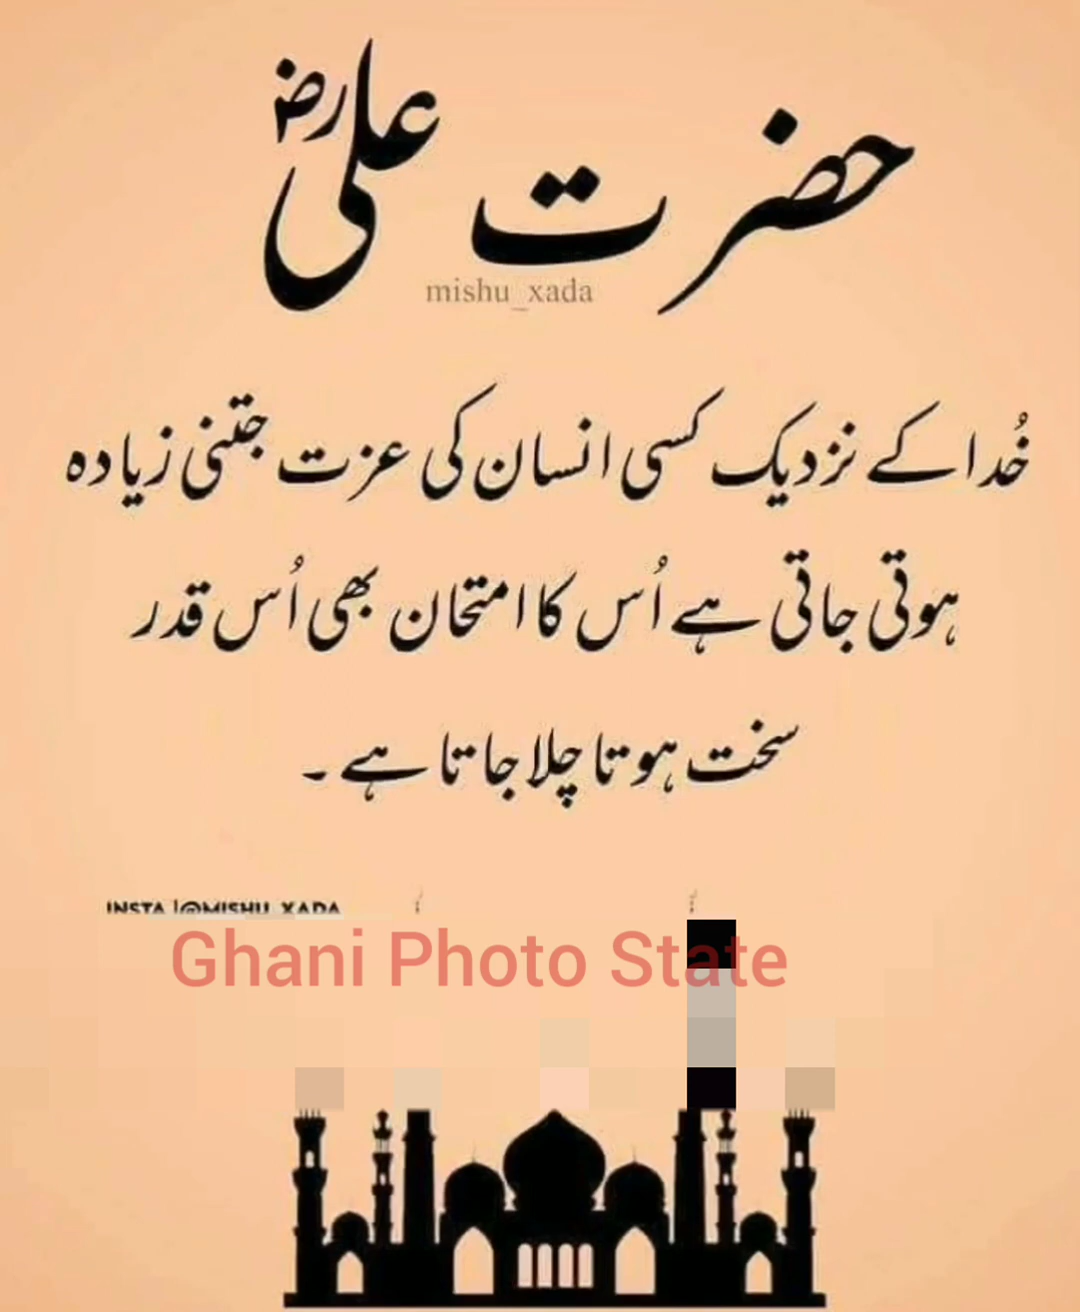 حضرت علیؓ
mishu_xada
خُدا کے نزدیک کسی انسان کی عزت جتنی زیادہ
ہوتی جاتی ہے اُس کا امتحان بھی اُس قدر
سخت ہوتا چلا جاتا ہے ۔
INSTA |@MISHU_XADA
Ghani Photo State